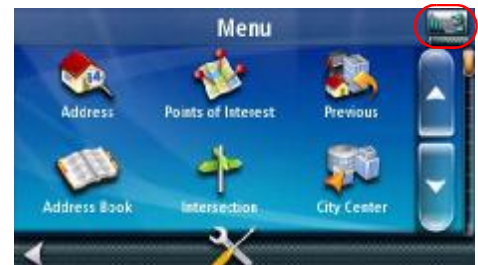 Menu
Address
Points of Interest
Previous
Address Book
Intersection
City Center